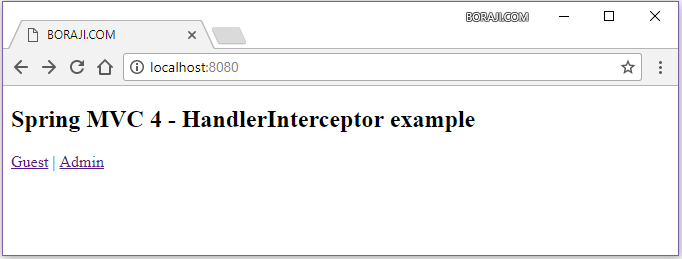 BORAJI.COM
BORAJI.COM
localhost:8080
Spring MVC 4 - HandlerInterceptor example
Guest | Admin